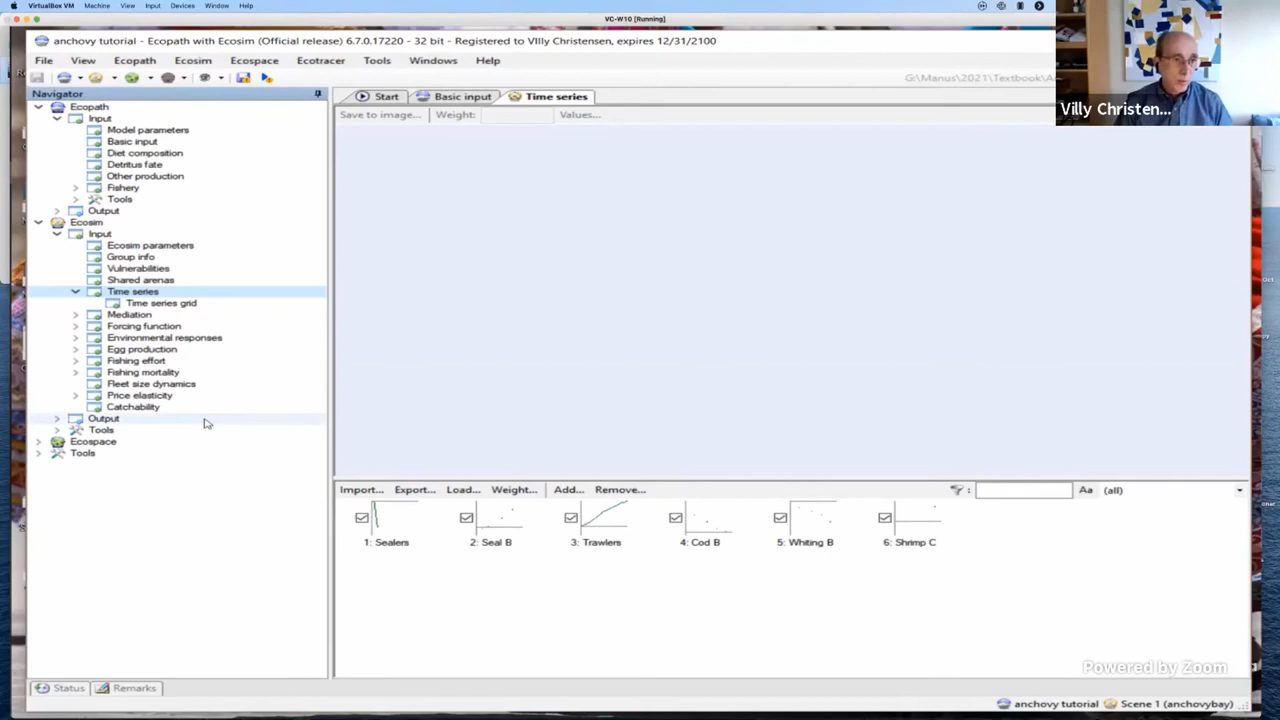 VirtualBox VM Machine View Input Devices Window Help
VC-W10 [Running]
anchovy tutorial - Ecopath with Ecosim (Official release) 6.7.0.17220 - 32 bit - Registered to VIlly Christensen, expires 12/31/2100
File View Ecopath Ecosim Ecospace Ecotracer Tools Windows Help
G:\Manus\2021\Textbook\A
Villy Christen...
Navigator
Start Basic input Time series
Save to image... Weight: Values...
Ecopath
Input
Model parameters
Basic input
Diet composition
Detritus fate
Other production
Fishery
Tools
Output
Ecosim
Input
Ecosim parameters
Group info
Vulnerabilities
Shared arenas
Time series
Time series grid
Mediation
Forcing function
Environmental responses
Egg production
Fishing effort
Fishing mortality
Fleet size dynamics
Price elasticity
Catchability
Output
Tools
Ecospace
Tools
Import... Export... Load... Weight... Add... Remove... : Aa (all)
1: Sealers 2: Seal B 3: Trawlers 4: Cod B 5: Whiting B 6: Shrimp C
Powered by Zoom
Status Remarks
anchovy tutorial Scene 1 (anchovybay)